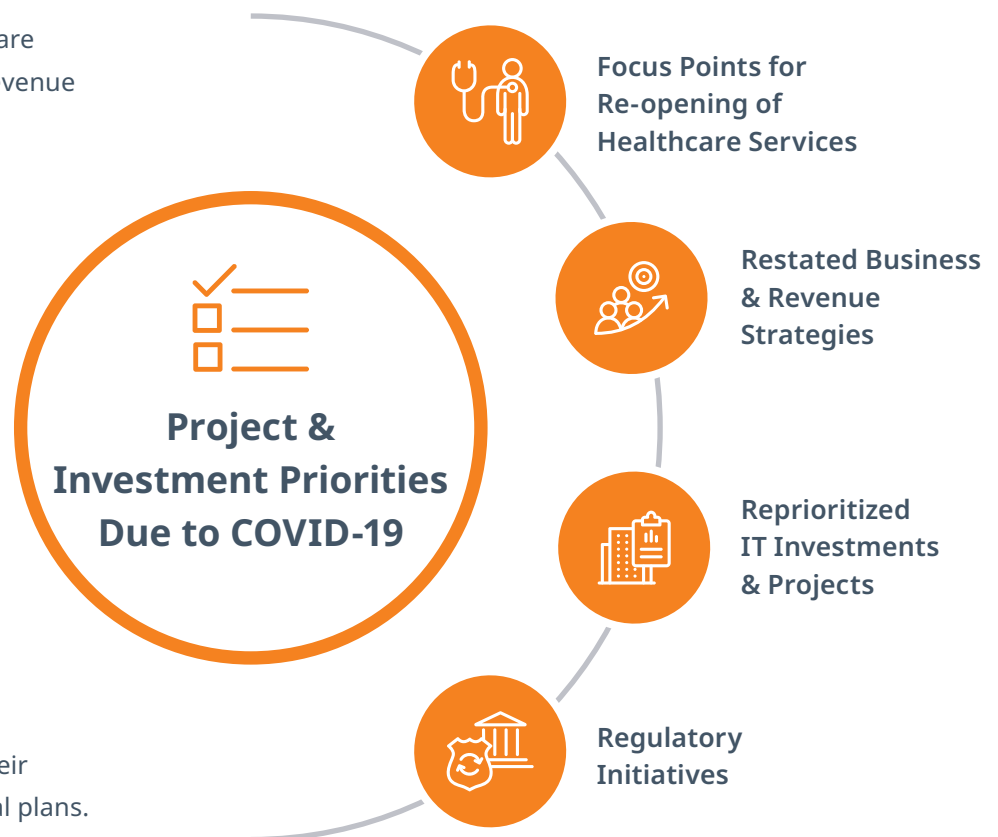 are
venue
Focus Points for
Re-opening of
Healthcare Services
Restated Business
& Revenue
Strategies
Project &
Investment Priorities
Due to COVID-19
Reprioritized
IT Investments
& Projects
Regulatory
Initiatives
eir
al plans.